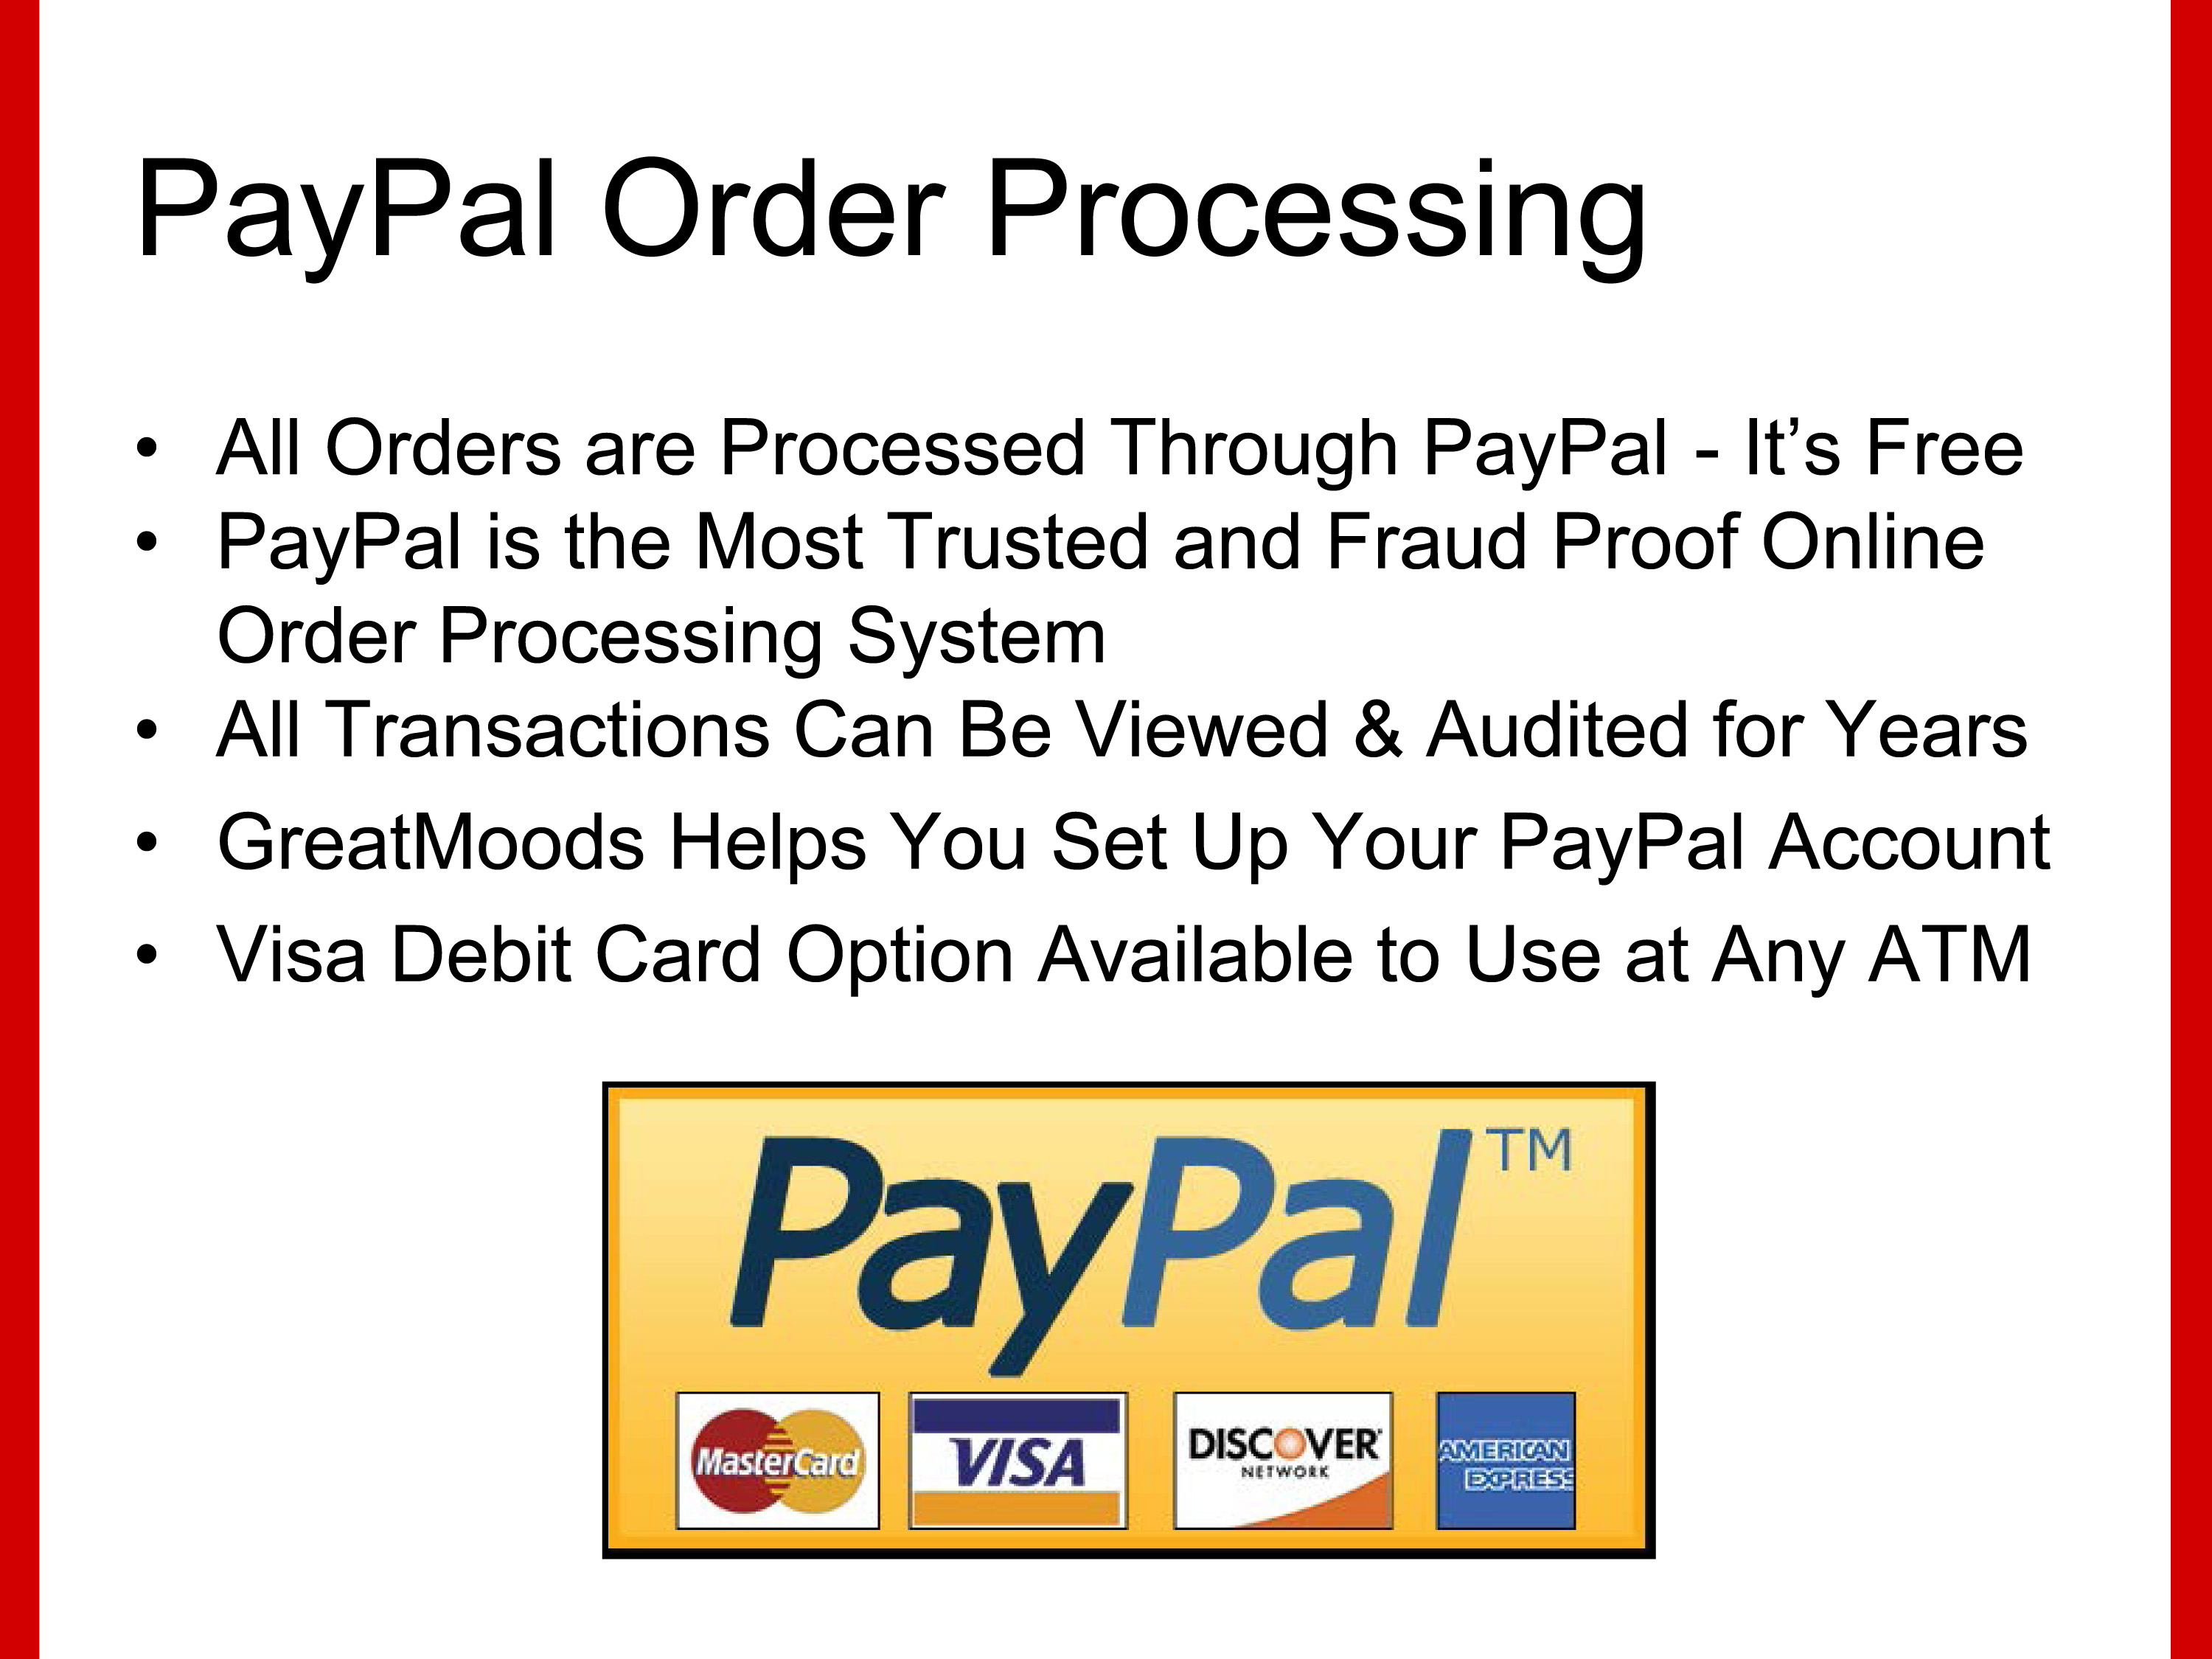 PayPal Order Processing
• All Orders are Processed Through PayPal - It’s Free
• PayPal is the Most Trusted and Fraud Proof Online
Order Processing System
• All Transactions Can Be Viewed & Audited for Years
• GreatMoods Helps You Set Up Your PayPal Account
• Visa Debit Card Option Available to Use at Any ATM
PayPal™
MasterCard VISA DISCOVER AMERICAN
NETWORK EXPRESS